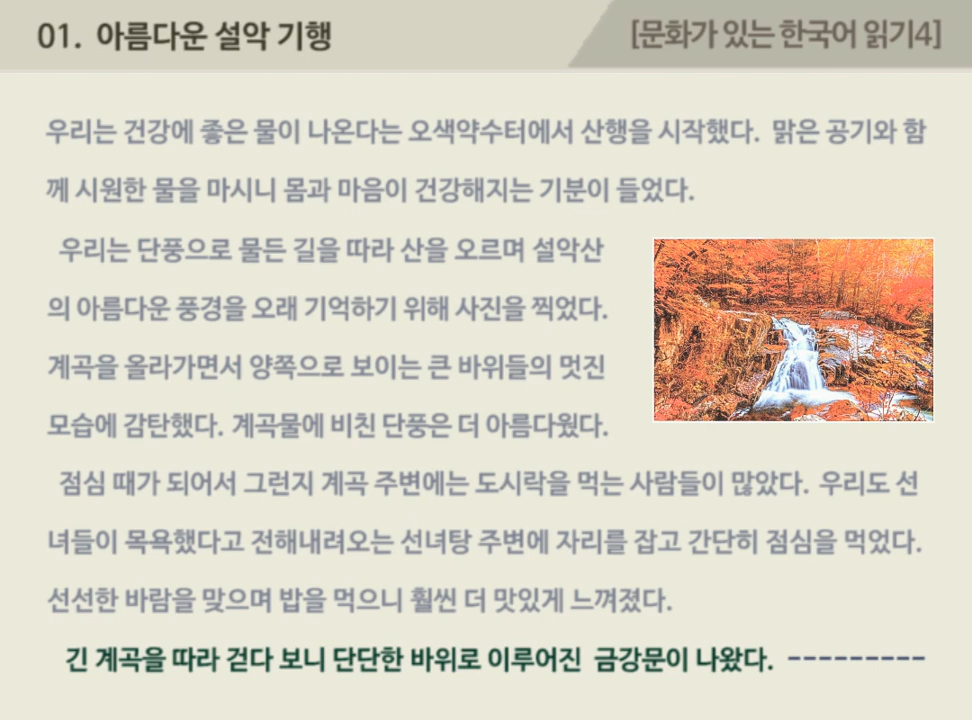 01. 아름다운 설악 기행
[문화가 있는 한국어 읽기4]
우리는 건강에 좋은 물이 나온다는 오색약수터에서 산행을 시작했다. 맑은 공기와 함
께 시원한 물을 마시니 몸과 마음이 건강해지는 기분이 들었다.
우리는 단풍으로 물든 길을 따라 산을 오르며 설악산
의 아름다운 풍경을 오래 기억하기 위해 사진을 찍었다.
계곡을 올라가면서 양쪽으로 보이는 큰 바위들의 멋진
모습에 감탄했다. 계곡물에 비친 단풍은 더 아름다웠다.
점심 때가 되어서 그런지 계곡 주변에는 도시락을 먹는 사람들이 많았다. 우리도 선
녀들이 목욕했다고 전해내려오는 선녀탕 주변에 자리를 잡고 간단히 점심을 먹었다.
선선한 바람을 맞으며 밥을 먹으니 훨씬 더 맛있게 느껴졌다.
긴 계곡을 따라 걷다 보니 단단한 바위로 이루어진 금강문이 나왔다. ---------